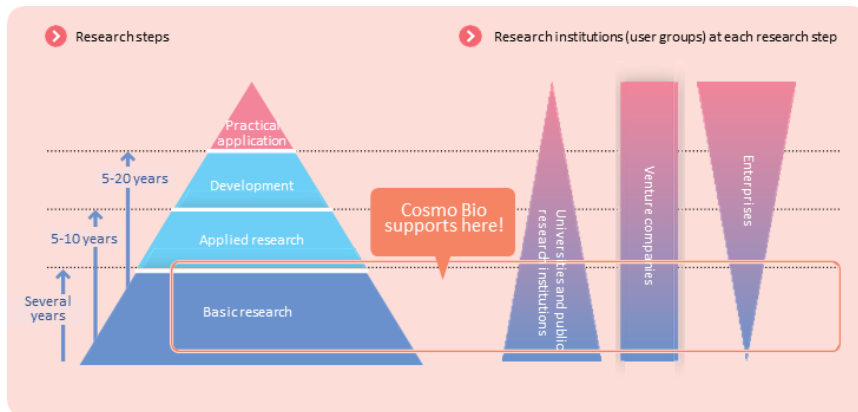 Research steps
Research institutions (user groups) at each research step
Practical
application
5-20 years
Development
5-10 years
Applied research
Cosmo Bio
supports here!
Several
years
Basic research
Universities and public
research institutions
Venture companies
Enterprises